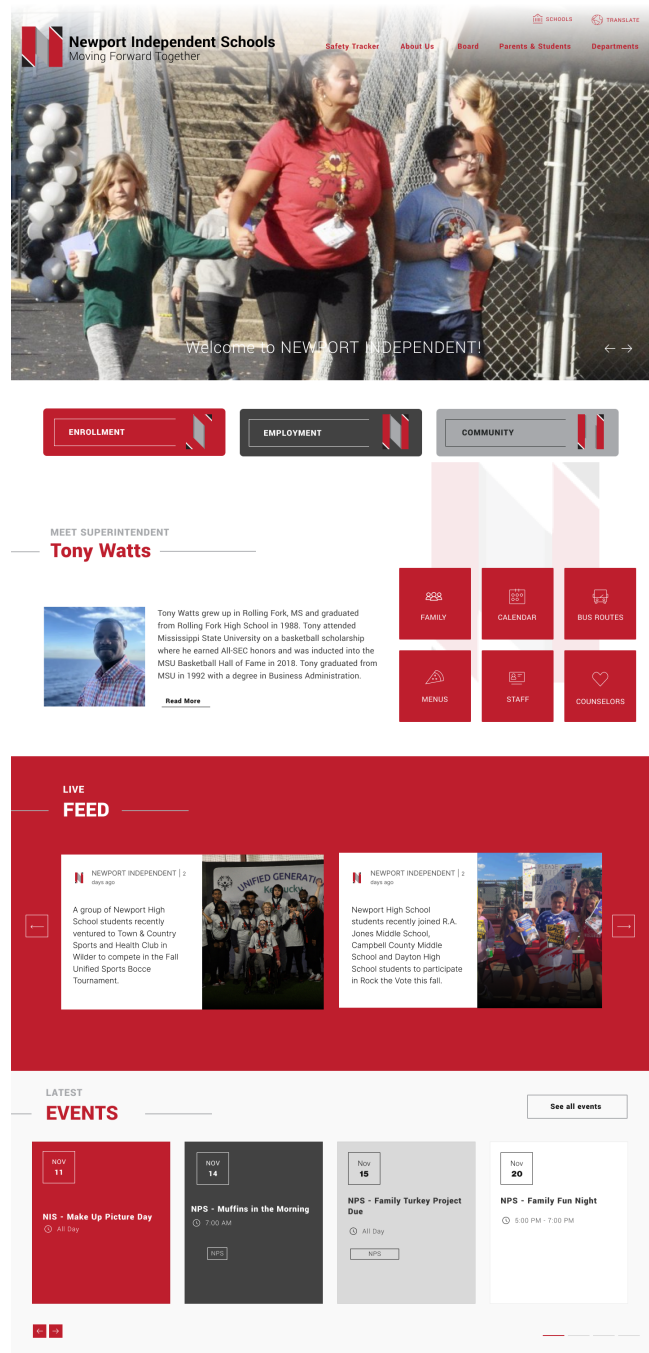 SCHOOLS
TRANSLATE
Newport Independent Schools
Moving Forward Together
Safety Tracker
About Us
Board
Parents & Students
Departments
Welcome to NEWPORT INDEPENDENT!
ENROLLMENT
EMPLOYMENT
COMMUNITY
MEET SUPERINTENDENT
Tony Watts
Tony Watts grew up in Rolling Fork, MS and graduated
from Rolling Fork High School in 1988. Tony attended
Mississippi State University on a basketball scholarship
where he earned All-SEC honors and was inducted into the
MSU Basketball Hall of Fame in 2018. Tony graduated from
MSU in 1992 with a degree in Business Administration.
Read More
FAMILY
CALENDAR
BUS ROUTES
MENUS
STAFF
COUNSELORS
LIVE
FEED
NEWPORT INDEPENDENT | 2
days ago
A group of Newport High
School students recently
ventured to Town & Country
Sports and Health Club in
Wilder to compete in the Fall
Unified Sports Bocce
Tournament.
UNIFIED GENERATION
Kentucky
NEWPORT INDEPENDENT | 2
days ago
Newport High School
students recently joined R.A.
Jones Middle School,
Campbell County Middle
School and Dayton High
School students to participate
in Rock the Vote this fall.
LATEST
EVENTS
See all events
NOV
11
NIS - Make Up Picture Day
All Day
NOV
14
NPS - Muffins in the Morning
7:00 AM
NPS
Nov
15
NPS - Family Turkey Project
Due
All Day
NPS
Nov
20
NPS - Family Fun Night
5:00 PM - 7:00 PM